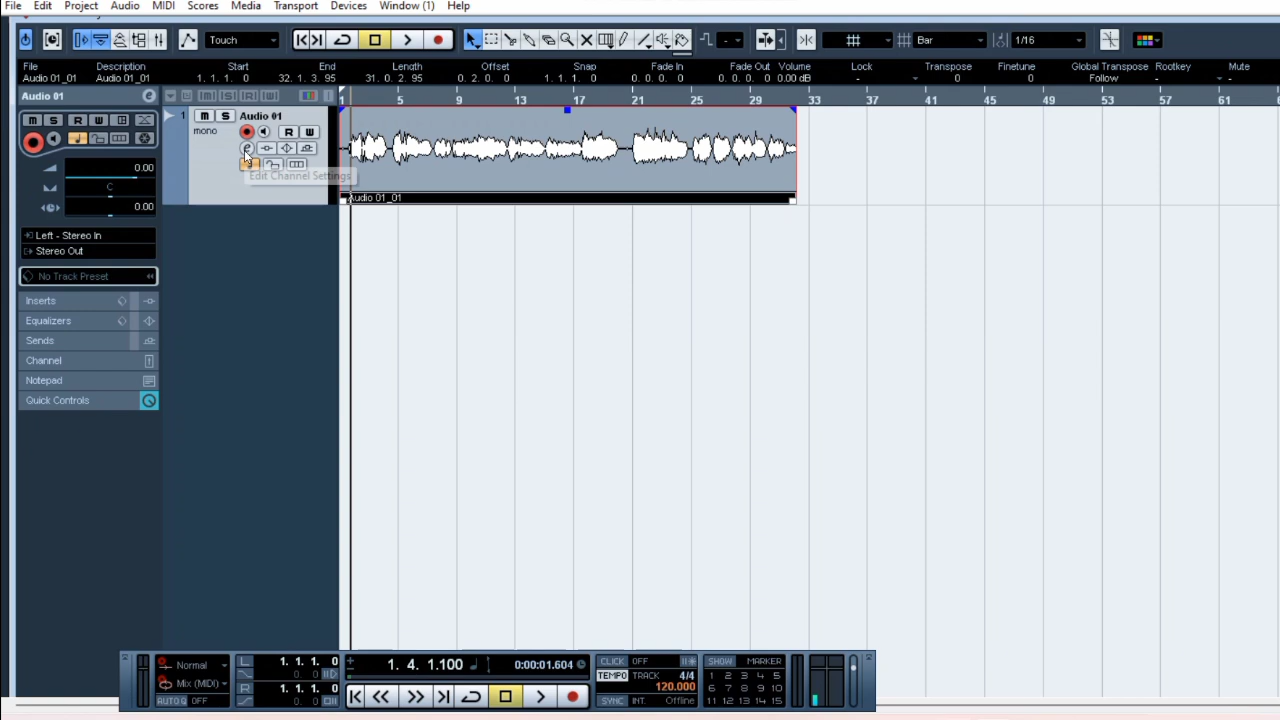 File Edit Project Audio MIDI Scores Media Transport Devices Window (1) Help
Touch - Bar 1/16
File Description Start End Length Offset Snap Fade In Fade Out Volume Lock Transpose Finetune Global Transpose Rootkey Mute
Audio 01_01 Audio 01_01 1. 1. 1. 0 32. 1. 3. 95 31. 0. 2. 95 0. 0. 2. 0 1. 1. 1. 0 0. 0. 0. 0 0. 0. 0. 0 0.00 dB - 0 0 Follow - -
Audio 01 e
1 5 9 13 17 21 25 29 33 37 41 45 49 53 57 61
M S R W
1 M S Audio 01
mono R W
e
Edit Channel Settings
0.00
C
0.00
Left - Stereo In
Stereo Out
No Track Preset
Inserts
Equalizers
Sends
Channel
Notepad
Quick Controls
Audio 01_01
Normal L 1. 1. 1. 0 1. 4. 1.100 0:00:01.604 CLICK OFF SHOW MARKER
0. 0 TEMPO TRACK 4/4 1 2 3 4 5
Mix (MIDI) R 1. 1. 1. 0 120.000 6 7 8 9 10
AUTO Q OFF 0. 0 SYNC INT. Offline 11 12 13 14 15